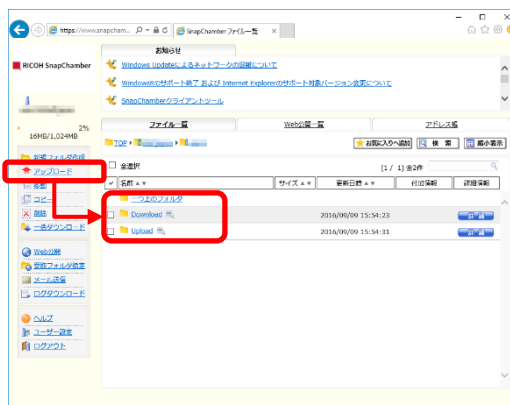 https://www.snapcham...
SnapChamber ファイル一覧
RICOH SnapChamber
お知らせ
Windows Updateによるネットワークの遅延について
Windows8のサポート終了 および Internet Explorerのサポート対象バージョン変更について
SnapChamberクライアントツール
2%
16MB/1,024MB
ファイル一覧
Web公開一覧
アドレス帳
TOP
お気に入りへ追加
検 索
縮小表示
新規フォルダ作成
アップロード
移動
コピー
削除
一括ダウンロード
Web公開
受取フォルダ設定
メール送信
ログダウンロード
ヘルプ
ユーザー設定
ログアウト
全選択
(1 / 1) 全2件
名前 サイズ 更新日時 付加情報 詳細情報
一つ上のフォルダ
Download 2016/09/09 15:54:23 詳 細
Upload 2016/09/09 15:54:31 詳 細